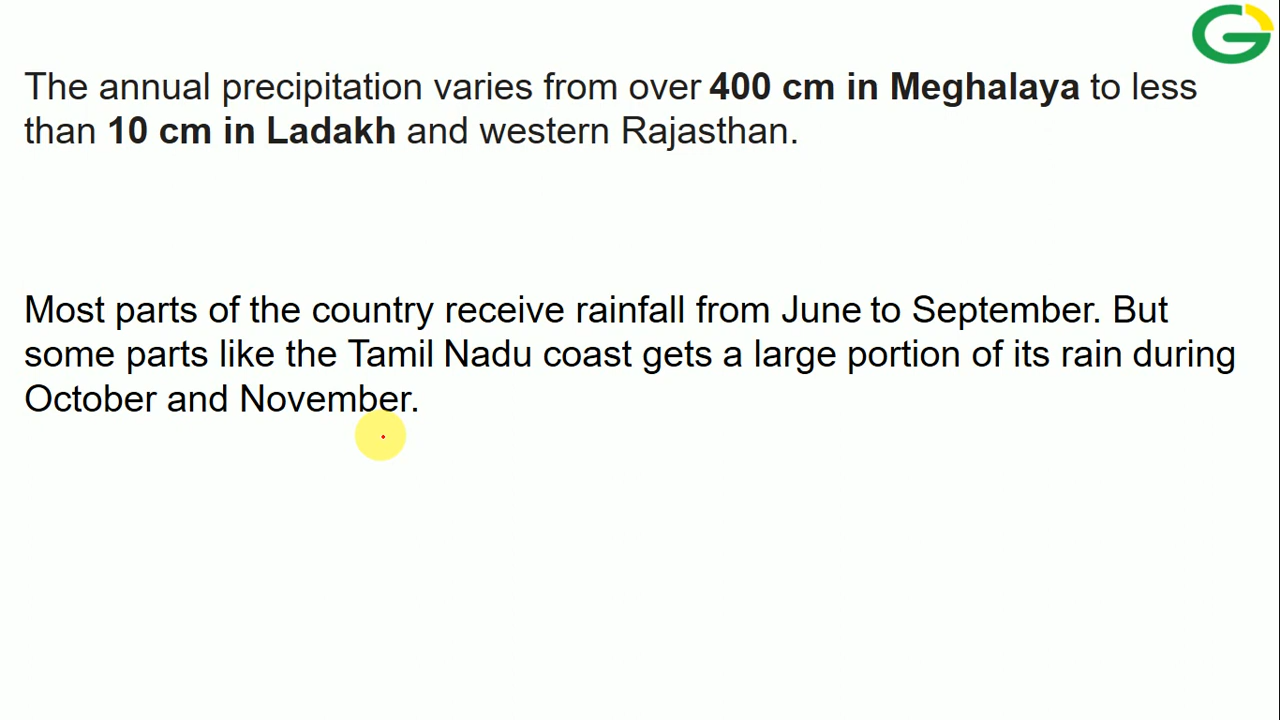 The annual precipitation varies from over 400 cm in Meghalaya to less
than 10 cm in Ladakh and western Rajasthan.
Most parts of the country receive rainfall from June to September. But
some parts like the Tamil Nadu coast gets a large portion of its rain during
October and November.